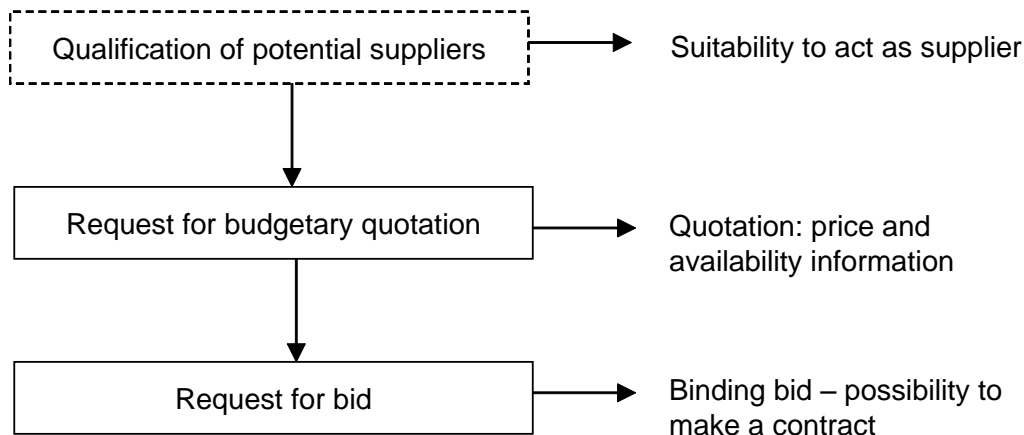 Qualification of potential suppliers
Suitability to act as supplier
Request for budgetary quotation
Quotation: price and
availability information
Request for bid
Binding bid – possibility to
make a contract